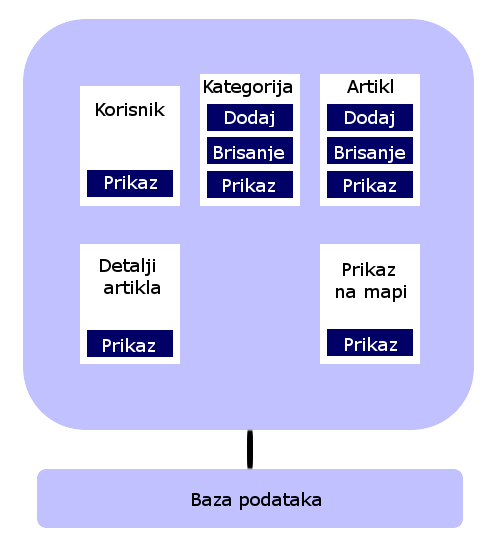 Korisnik
Prikaz
Kategorija
Dodaj
Brisanje
Prikaz
Artikl
Dodaj
Brisanje
Prikaz
Detalji
artikla
Prikaz
Prikaz
na mapi
Prikaz
Baza podataka